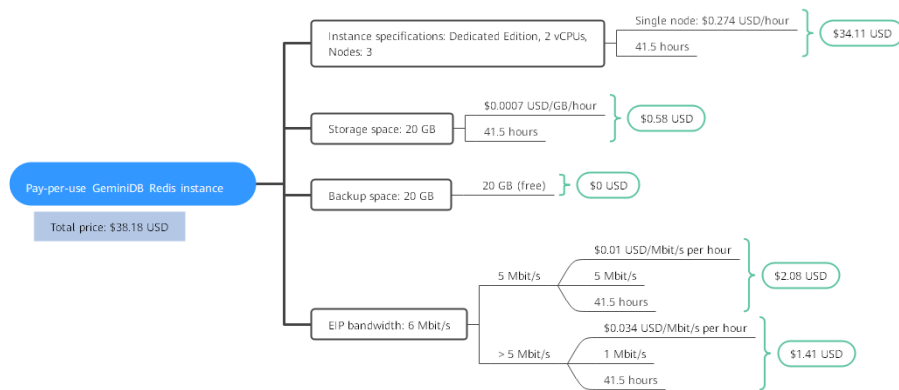 Pay-per-use GeminiDB Redis instance
Total price: $38.18 USD
Instance specifications: Dedicated Edition, 2 vCPUs,
Nodes: 3
Single node: $0.274 USD/hour
41.5 hours
$34.11 USD
Storage space: 20 GB
$0.0007 USD/GB/hour
41.5 hours
$0.58 USD
Backup space: 20 GB
20 GB (free)
$0 USD
EIP bandwidth: 6 Mbit/s
5 Mbit/s
$0.01 USD/Mbit/s per hour
5 Mbit/s
41.5 hours
$2.08 USD
> 5 Mbit/s
$0.034 USD/Mbit/s per hour
1 Mbit/s
41.5 hours
$1.41 USD